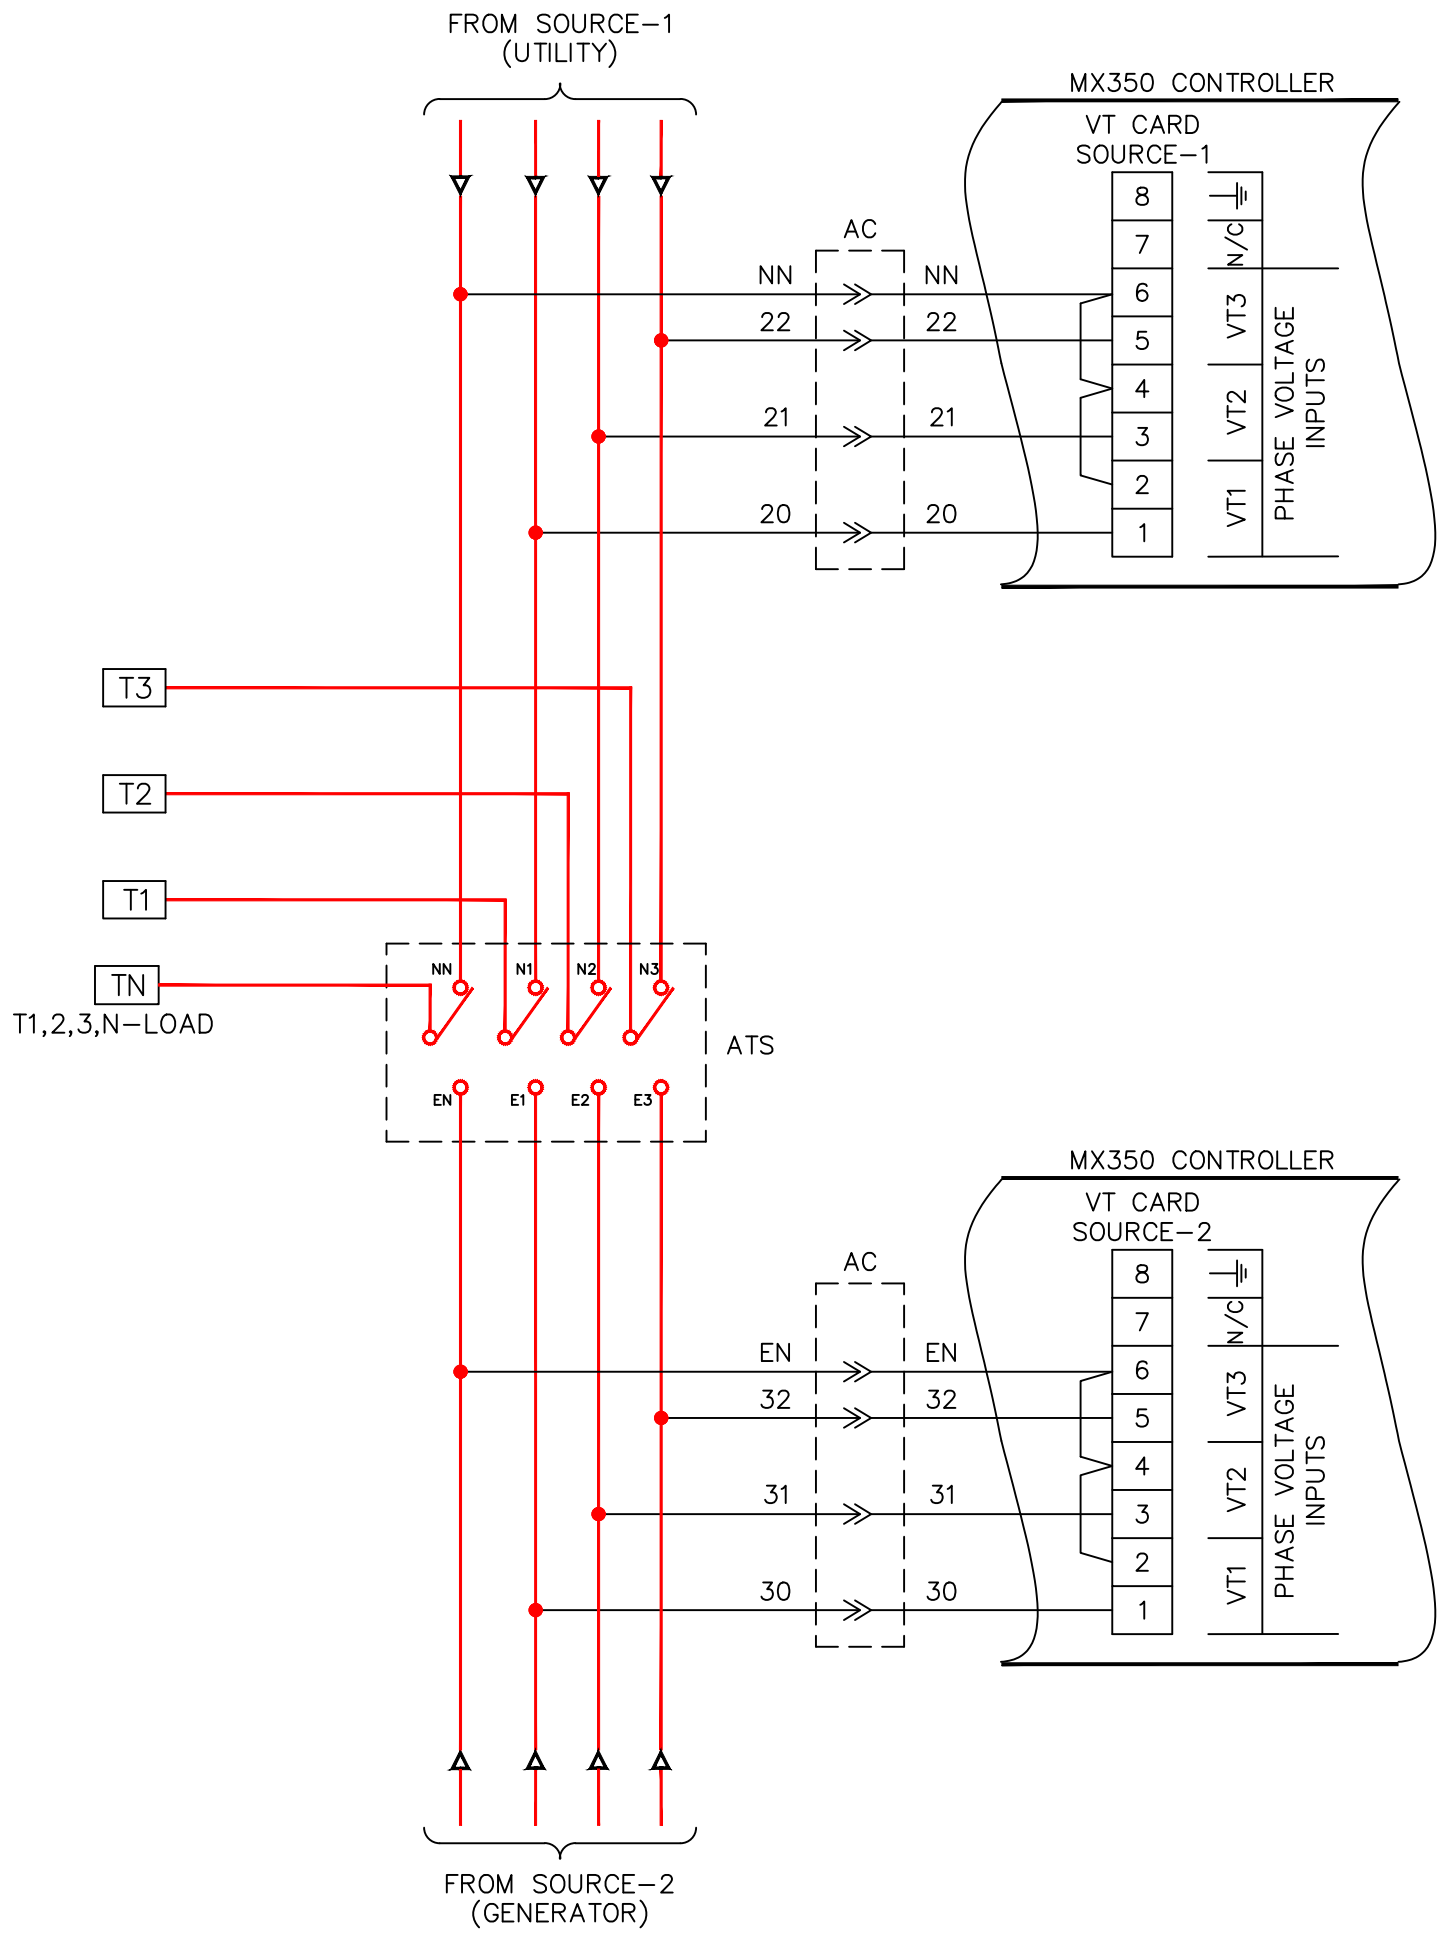 FROM SOURCE-1
(UTILITY)
MX350 CONTROLLER
VT CARD
SOURCE-1
8
7 N/C
AC
NN NN 6
22 22 5
VT3
4
21 21 3
VT2
2
20 20 1
VT1
PHASE VOLTAGE
INPUTS
T3
T2
T1
TN
T1,2,3,N-LOAD
NN N1 N2 N3
ATS
EN E1 E2 E3
MX350 CONTROLLER
VT CARD
SOURCE-2
8
7 N/C
AC
EN EN 6
32 32 5
VT3
4
31 31 3
VT2
2
30 30 1
VT1
PHASE VOLTAGE
INPUTS
FROM SOURCE-2
(GENERATOR)